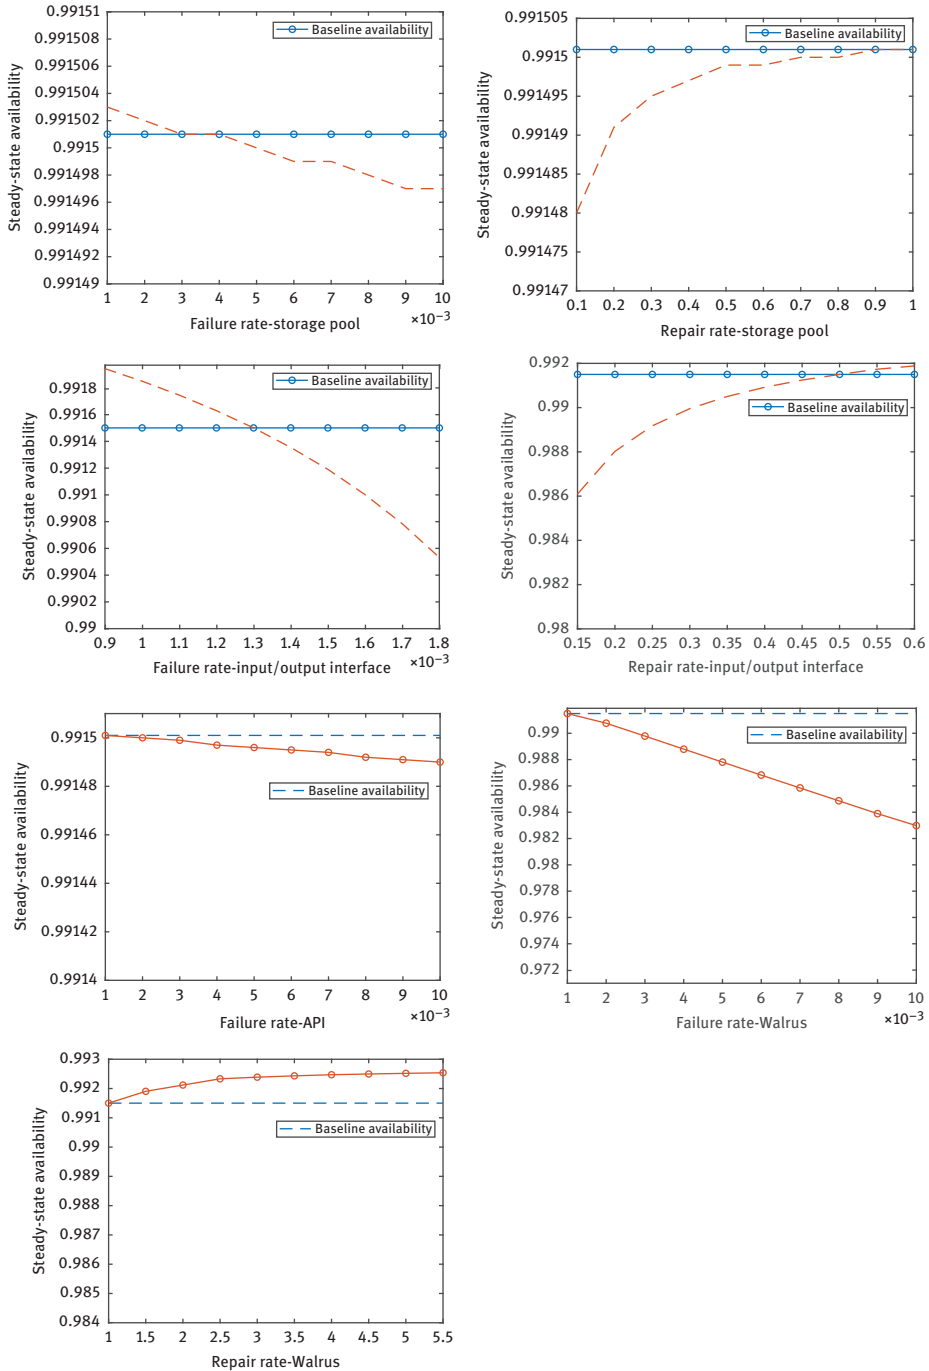 0.99151
0.991508
0.991506
0.991504
0.991502
0.9915
0.991498
0.991496
0.991494
0.991492
0.99149
Steady-state availability
Baseline availability
1 2 3 4 5 6 7 8 9 10
×10⁻³
Failure rate-storage pool
0.991505
0.9915
0.991495
0.99149
0.991485
0.99148
0.991475
0.99147
Steady-state availability
Baseline availability
0.1 0.2 0.3 0.4 0.5 0.6 0.7 0.8 0.9 1
Repair rate-storage pool
0.9918
0.9916
0.9914
0.9912
0.991
0.9908
0.9906
0.9904
0.9902
0.99
Steady-state availability
Baseline availability
0.9 1 1.1 1.2 1.3 1.4 1.5 1.6 1.7 1.8
×10⁻³
Failure rate-input/output interface
0.992
0.99
0.988
0.986
0.984
0.982
0.98
Steady-state availability
Baseline availability
0.15 0.2 0.25 0.3 0.35 0.4 0.45 0.5 0.55 0.6
Repair rate-input/output interface
0.9915
0.99148
0.99146
0.99144
0.99142
0.9914
Steady-state availability
Baseline availability
1 2 3 4 5 6 7 8 9 10
×10⁻³
Failure rate-API
0.99
0.988
0.986
0.984
0.982
0.98
0.978
0.976
0.974
0.972
Steady-state availability
Baseline availability
1 2 3 4 5 6 7 8 9 10
×10⁻³
Failure rate-Walrus
0.993
0.992
0.991
0.99
0.989
0.988
0.987
0.986
0.985
0.984
Steady-state availability
Baseline availability
1 1.5 2 2.5 3 3.5 4 4.5 5 5.5
Repair rate-Walrus